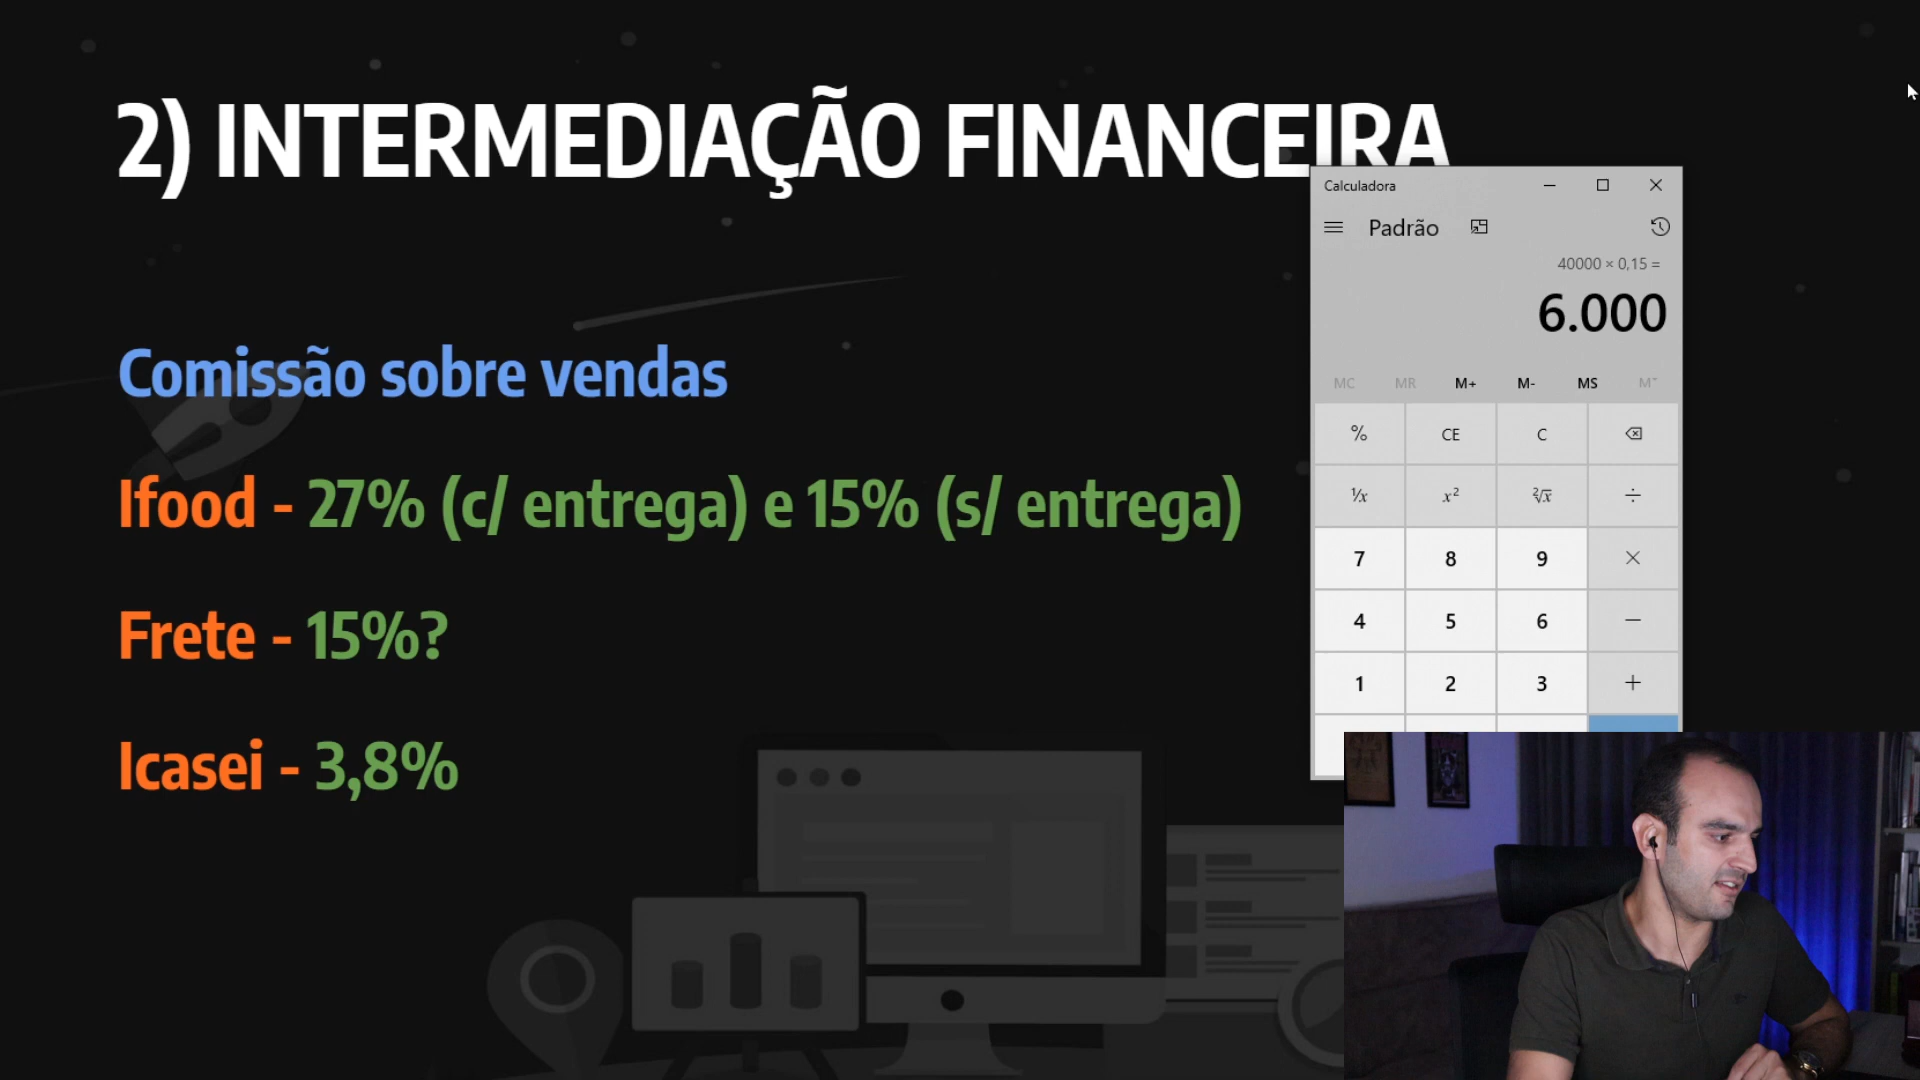 2) INTERMEDIAÇÃO FINANCEIRA
Comissão sobre vendas
Ifood - 27% (c/ entrega) e 15% (s/ entrega)
Frete - 15%?
Icasei - 3,8%
Calculadora
Padrão
40000 × 0,15 =
6.000
MC MR M+ M- MS M˅
% CE C
¹/x x² ²√x ÷
7 8 9 ×
4 5 6 −
1 2 3 +